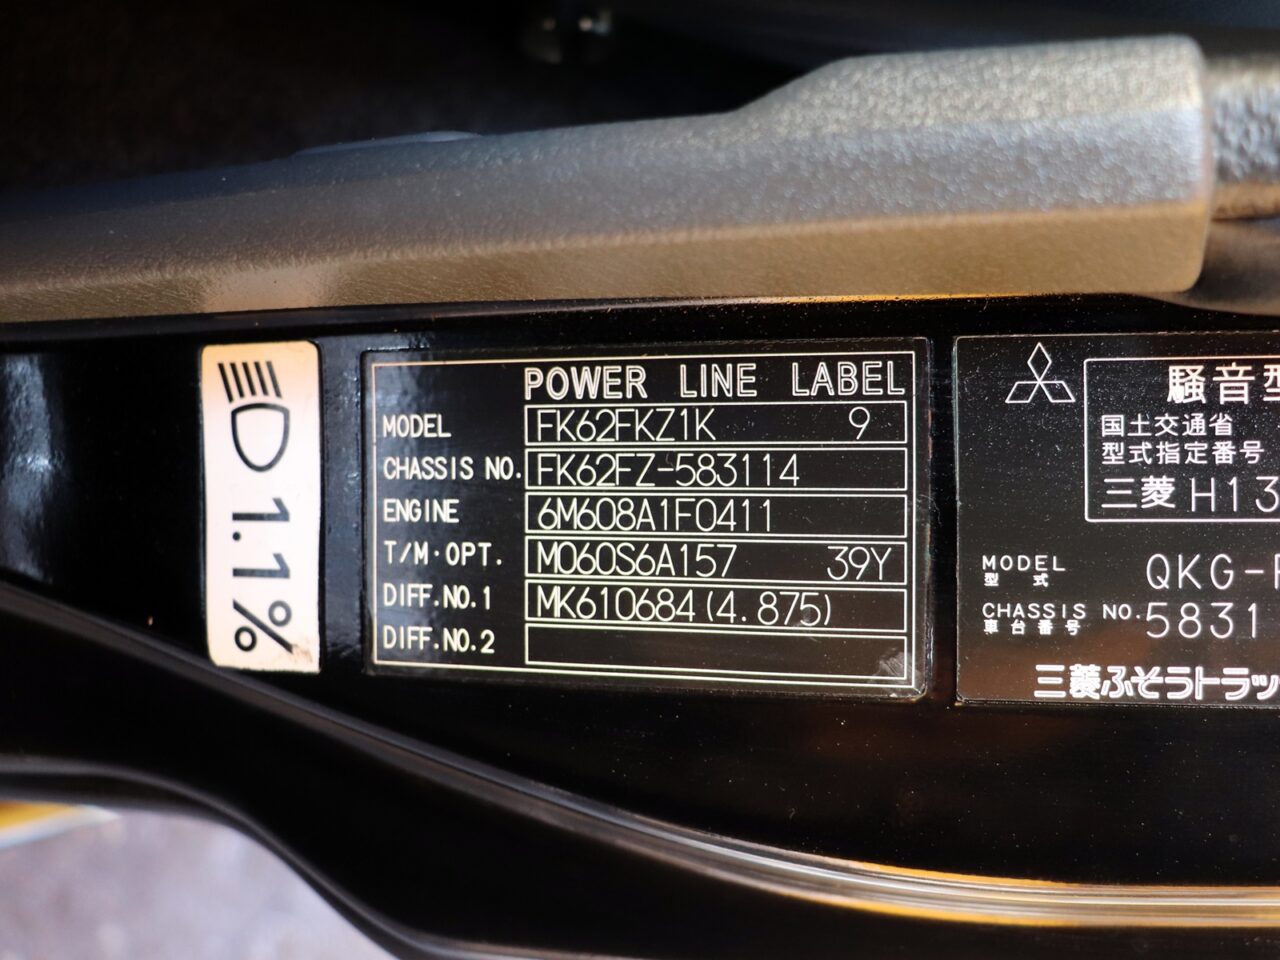 1.1%
POWER LINE LABEL
MODEL FK62FKZ1K 9
CHASSIS NO. FK62FZ-583114
ENGINE 6M608A1F0411
T/M·OPT. M060S6A157 39Y
DIFF.NO.1 MK610684(4.875)
DIFF.NO.2
騒音型
国土交通省
型式指定番号
三菱 H13
MODEL QKG-
型式
CHASSIS NO. 5831
車台番号
三菱ふそうトラッ